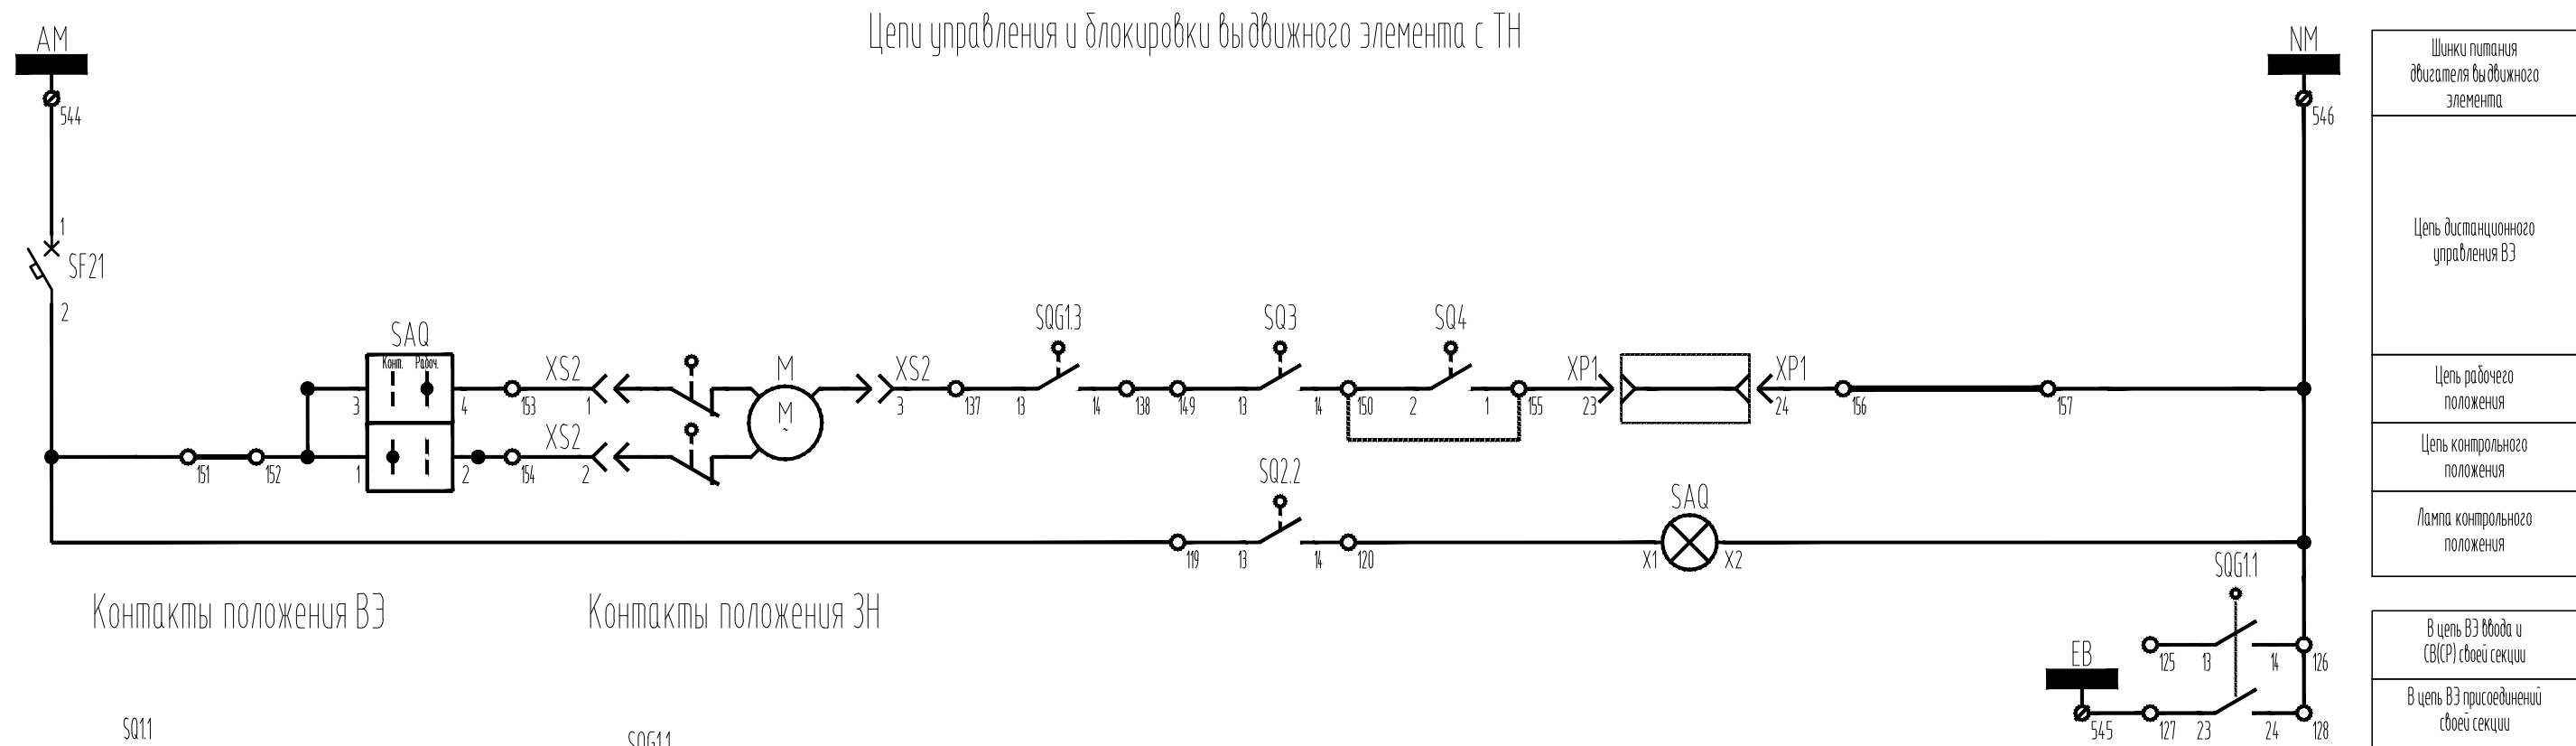 Цепи управления и блокировки выдвижного элемента с ТН
АМ
544
1
SF21
2
NM
546
Шинки питания
двигателя выдвижного
элемента
Цепь дистанционного
управления ВЭ
Цепь рабочего
положения
Цепь контрольного
положения
Лампа контрольного
положения
SAQ
Конт. Рабоч.
3 4 153
XS2
1
M
M
~
XS2
3 137
SQG1.3
13 14 138 149
SQ3
13 14 150
SQ4
2 1 155
XP1
23
XP1
24 156 157
151 152 1 2 154
XS2
2
SQ2.2
119 13 14 120
SAQ
X1 X2
Контакты положения ВЭ
Контакты положения ЗН
SQG1.1
125 13 14 126
EB
545 127 23 24 128
В цепь ВЭ ввода и
СВ(СР) своей секции
В цепь ВЭ присоединений
своей секции
SQ1.1
SQG1.1